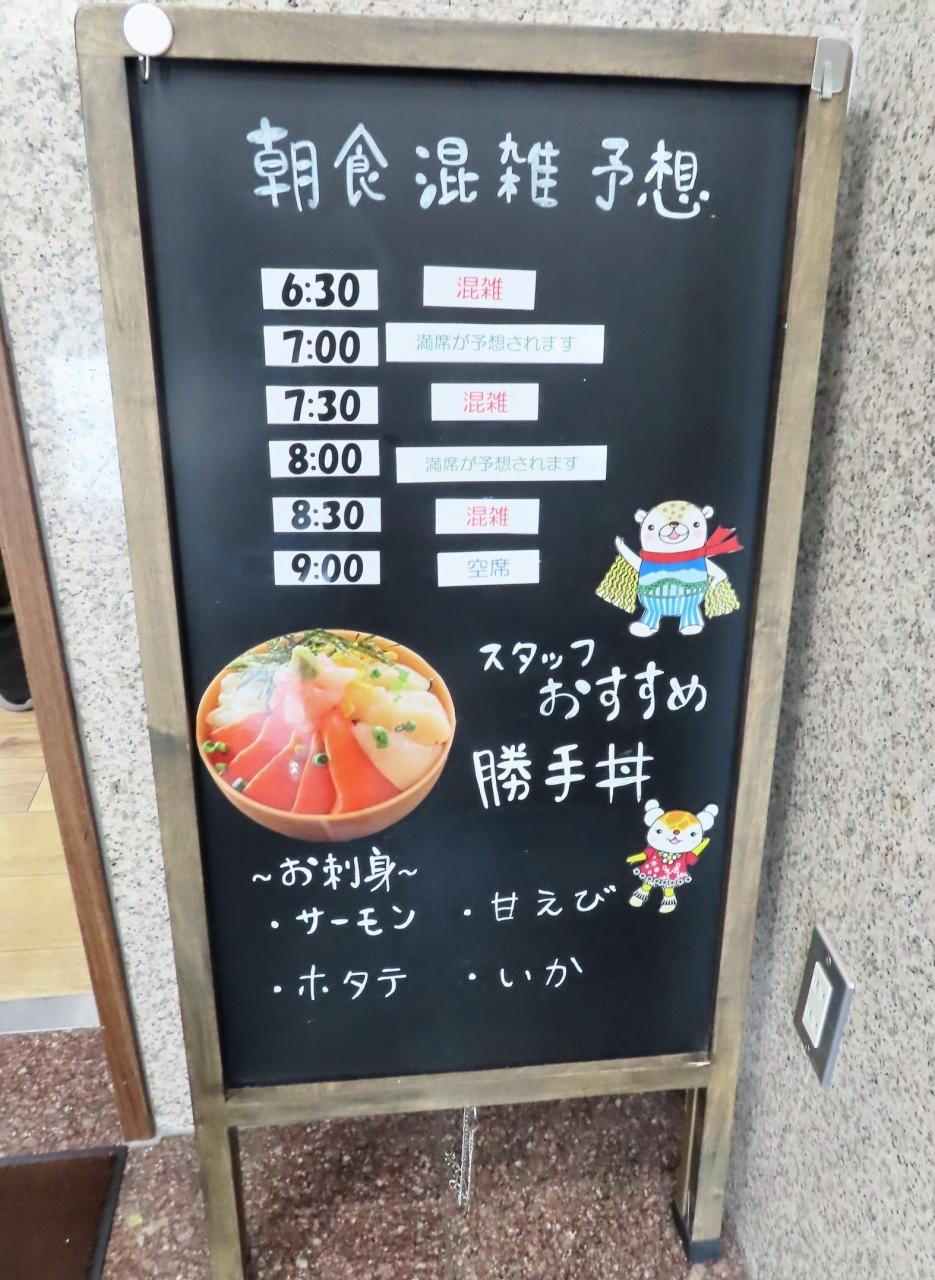 朝食混雑予想
6:30 混雑
7:00 満席が予想されます
7:30 混雑
8:00 満席が予想されます
8:30 混雑
9:00 空席
スタッフ
おすすめ
勝手丼
~お刺身~
・サーモン ・甘えび
・ホタテ ・いか